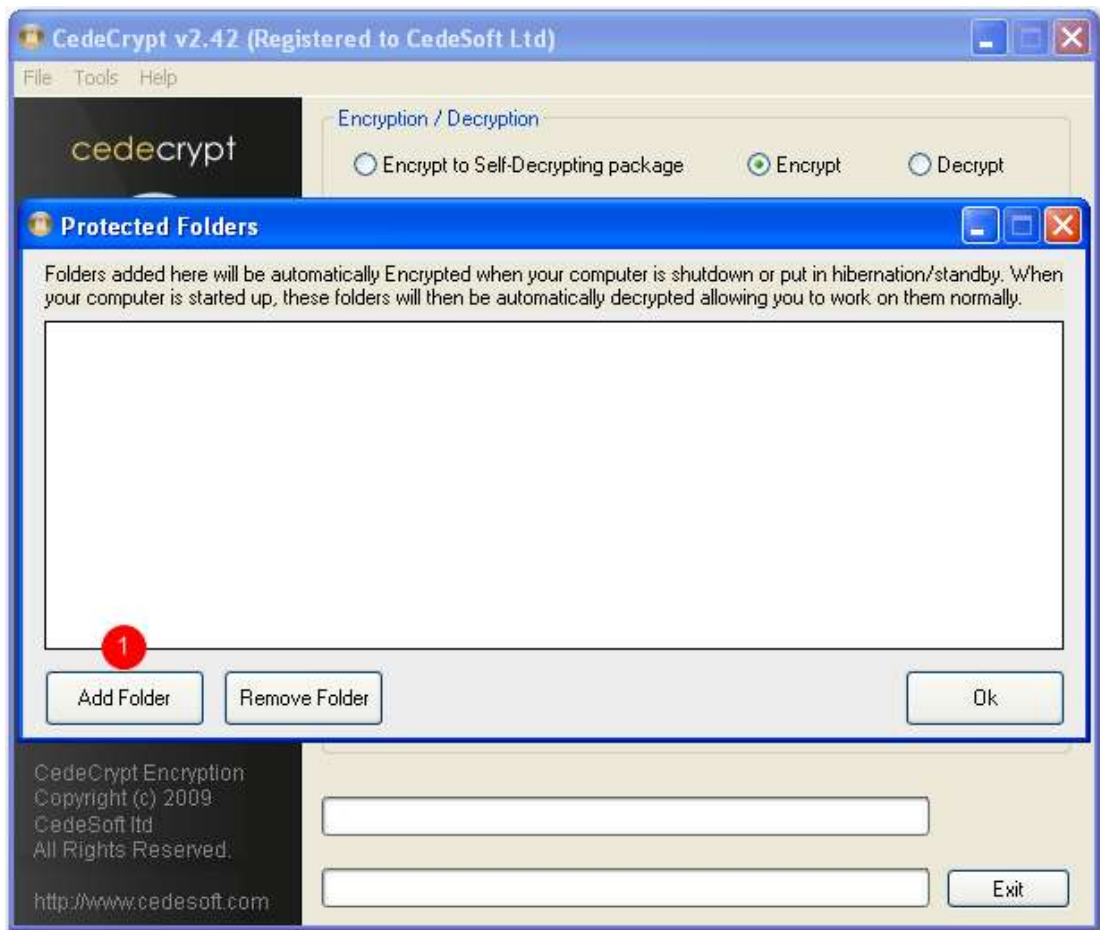 CedeCrypt v2.42 (Registered to CedeSoft Ltd)
File Tools Help
cedecrypt
Encryption / Decryption
Encrypt to Self-Decrypting package Encrypt Decrypt
Protected Folders
Folders added here will be automatically Encrypted when your computer is shutdown or put in hibernation/standby. When
your computer is started up, these folders will then be automatically decrypted allowing you to work on them normally.
1
Add Folder Remove Folder Ok
CedeCrypt Encryption
Copyright (c) 2009
CedeSoft ltd
All Rights Reserved.
http://www.cedesoft.com
Exit